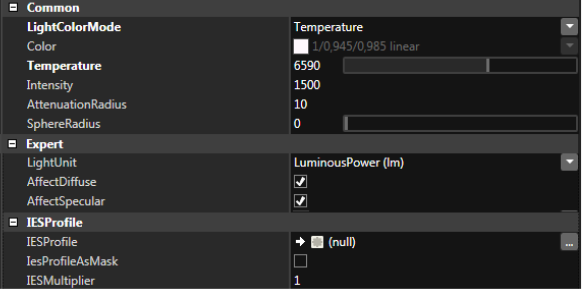 Common
LightColorMode Temperature
Color 1/0,945/0,985 linear
Temperature 6590
Intensity 1500
AttenuationRadius 10
SphereRadius 0
Expert
LightUnit LuminousPower (lm)
AffectDiffuse
AffectSpecular
IESProfile
IESProfile (null) ...
IesProfileAsMask
IESMultiplier 1